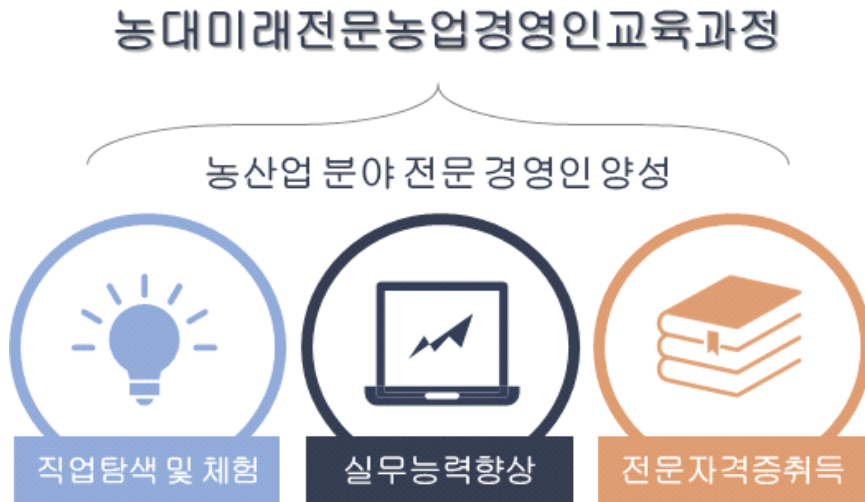 농대미래전문농업경영인교육과정
농산업 분야 전문 경영인 양성
직업탐색 및 체험
실무능력향상
전문자격증취득